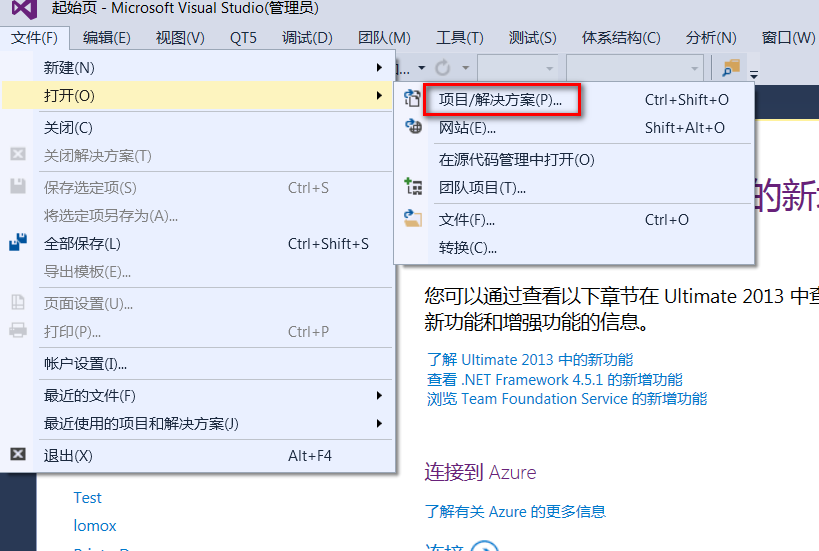 起始页 - Microsoft Visual Studio(管理员)
文件(F) 编辑(E) 视图(V) QT5 调试(D) 团队(M) 工具(T) 测试(S) 体系结构(C) 分析(N) 窗口(W)
新建(N)
打开(O)
关闭(C)
关闭解决方案(T)
保存选定项(S) Ctrl+S
将选定项另存为(A)...
全部保存(L) Ctrl+Shift+S
导出模板(E)...
页面设置(U)...
打印(P)... Ctrl+P
帐户设置(I)...
最近的文件(F)
最近使用的项目和解决方案(J)
退出(X) Alt+F4
项目/解决方案(P)... Ctrl+Shift+O
网站(E)... Shift+Alt+O
在源代码管理中打开(O)
团队项目(T)...
文件(F)... Ctrl+O
转换(C)...
的新增
您可以通过查看以下章节在 Ultimate 2013 中查
新功能和增强功能的信息。
了解 Ultimate 2013 中的新功能
查看 .NET Framework 4.5.1 的新增功能
浏览 Team Foundation Service 的新增功能
连接到 Azure
了解有关 Azure 的更多信息
连接
Test
lomox